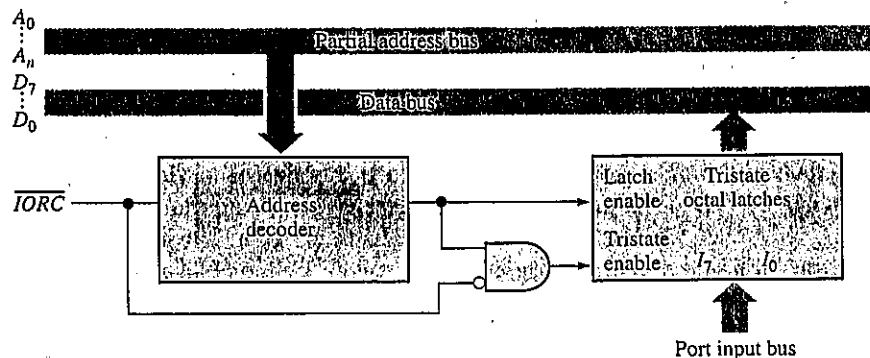 A0
An
Partial address bus
D7
D0
Data bus
IORC
Address
decoder
Latch
enable
Tristate
octal latches
Tristate
enable
I7
I0
Port input bus